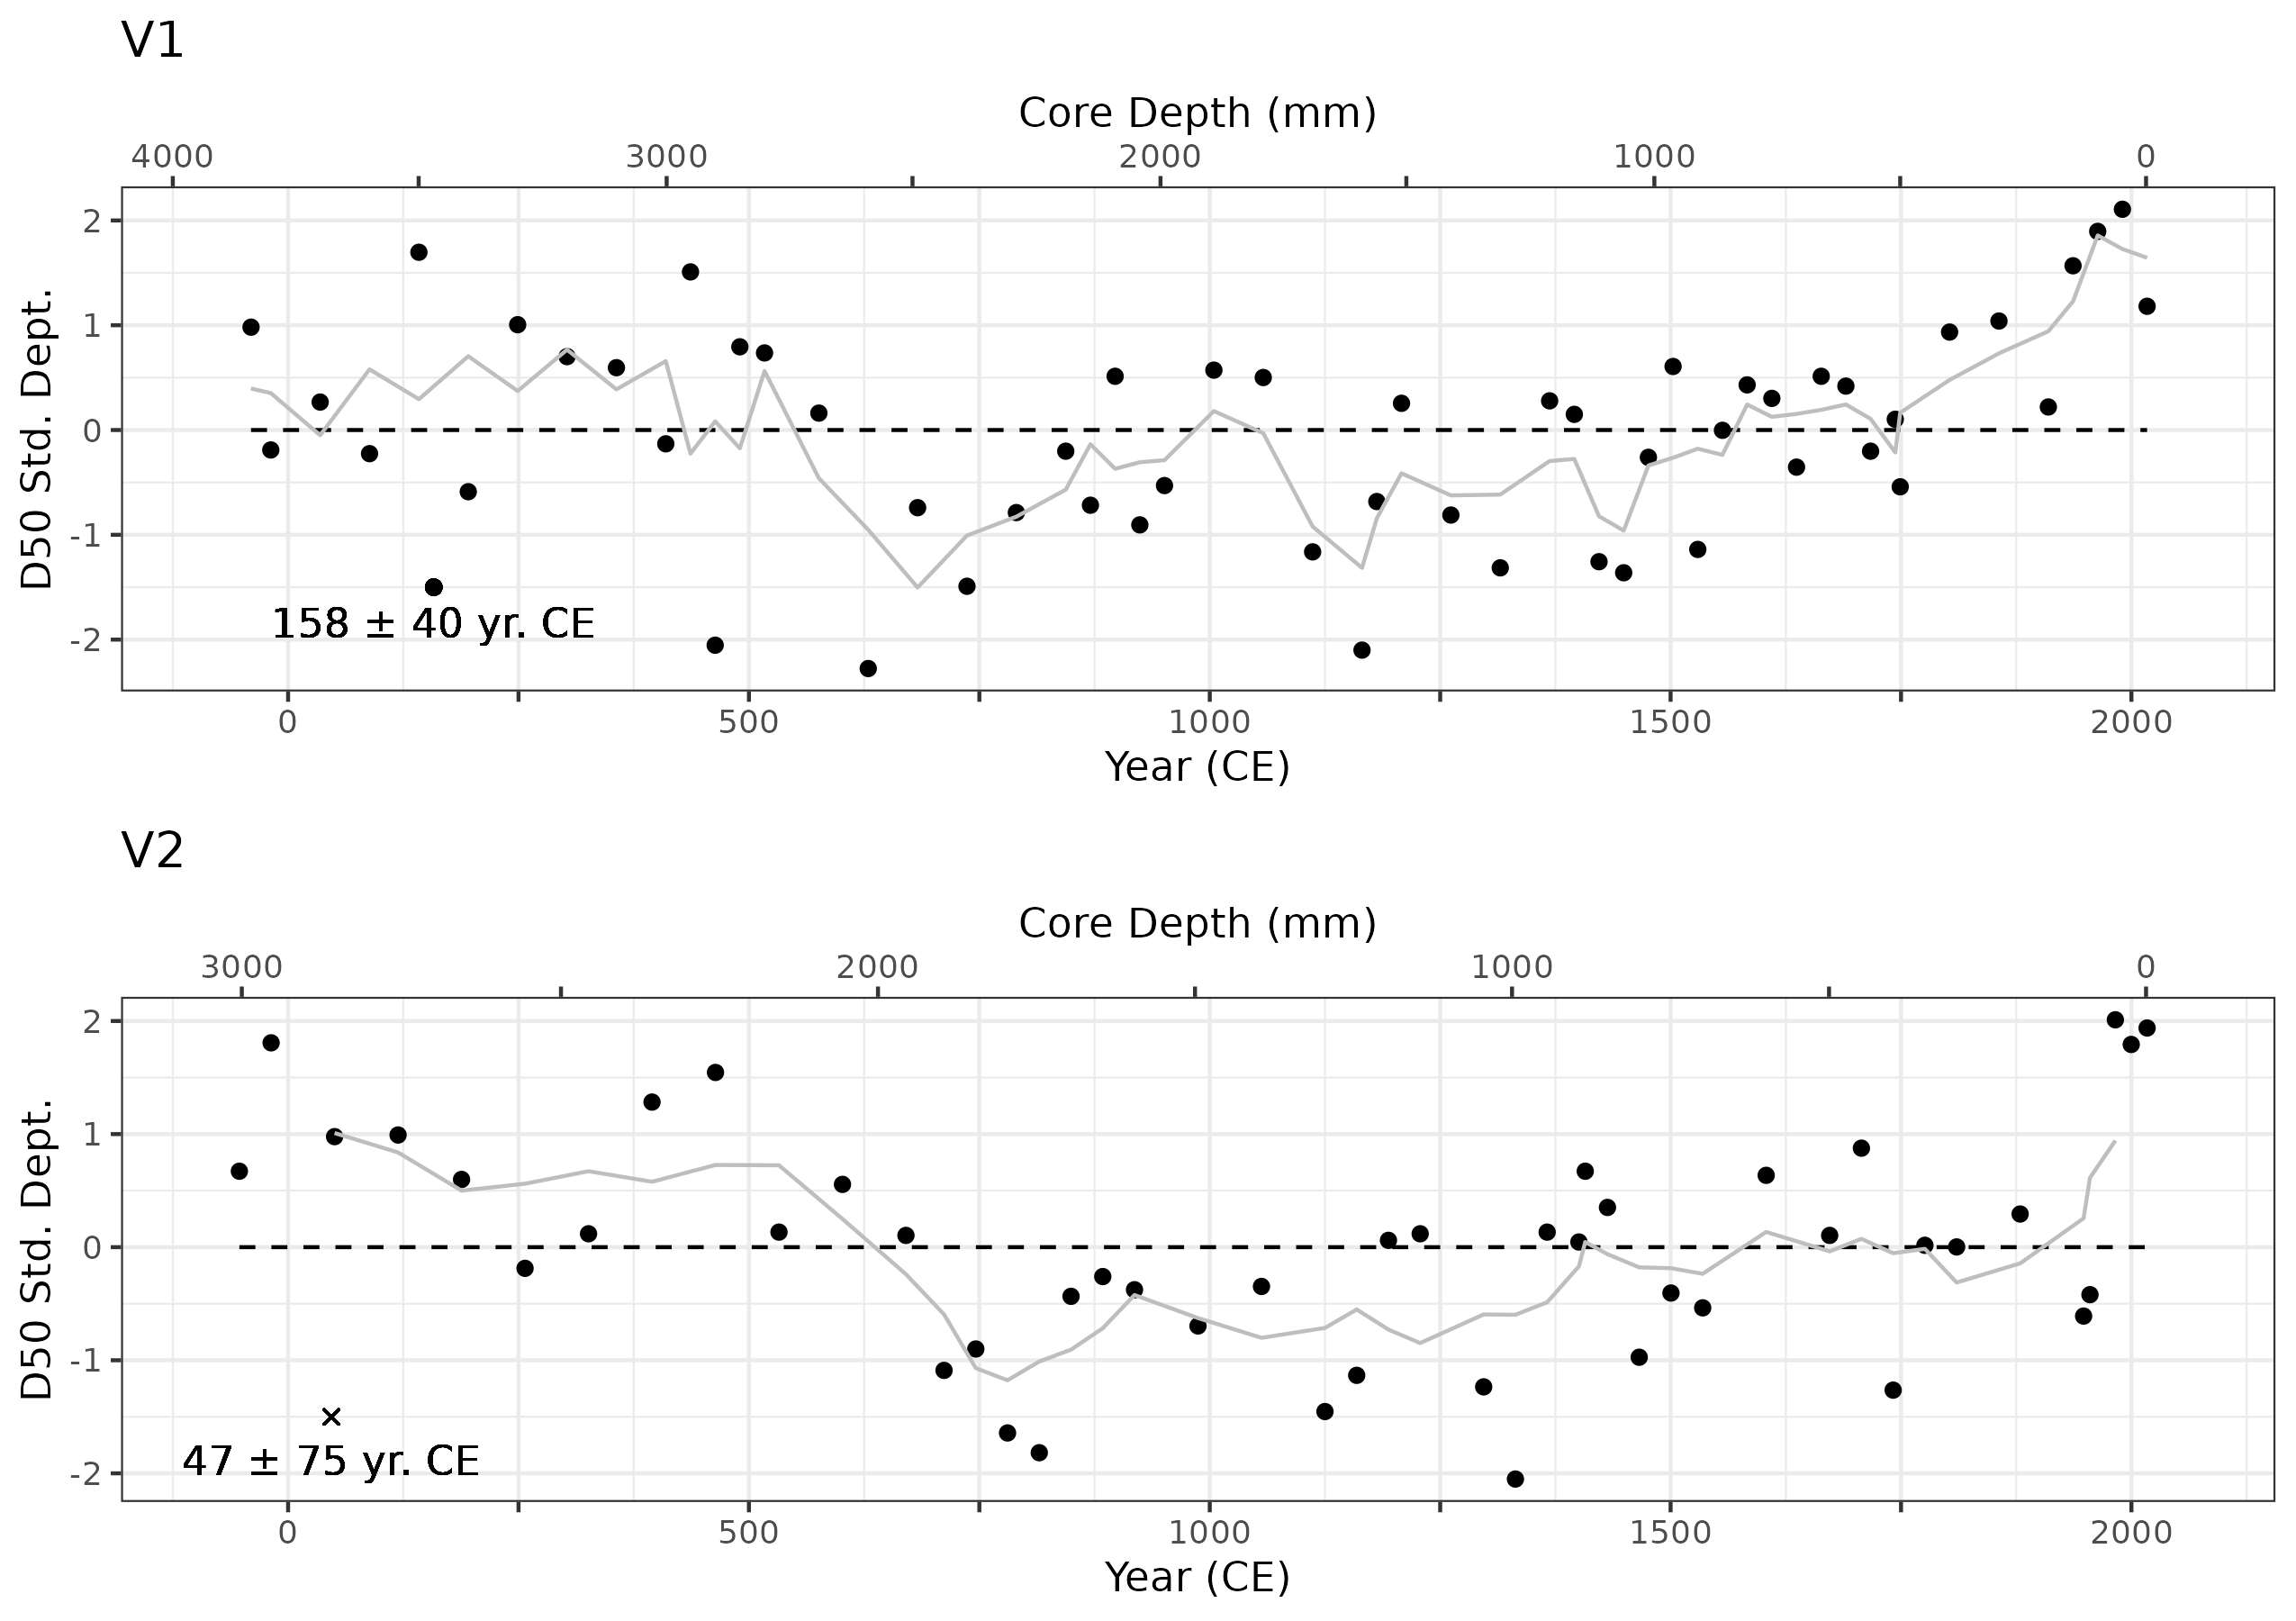 V1
Core Depth (mm)
4000 3000 2000 1000 0
D50 Std. Dept.
2
1
0
-1
-2
158 ± 40 yr. CE
0 500 1000 1500 2000
Year (CE)
V2
Core Depth (mm)
3000 2000 1000 0
D50 Std. Dept.
2
1
0
-1
-2
47 ± 75 yr. CE
0 500 1000 1500 2000
Year (CE)